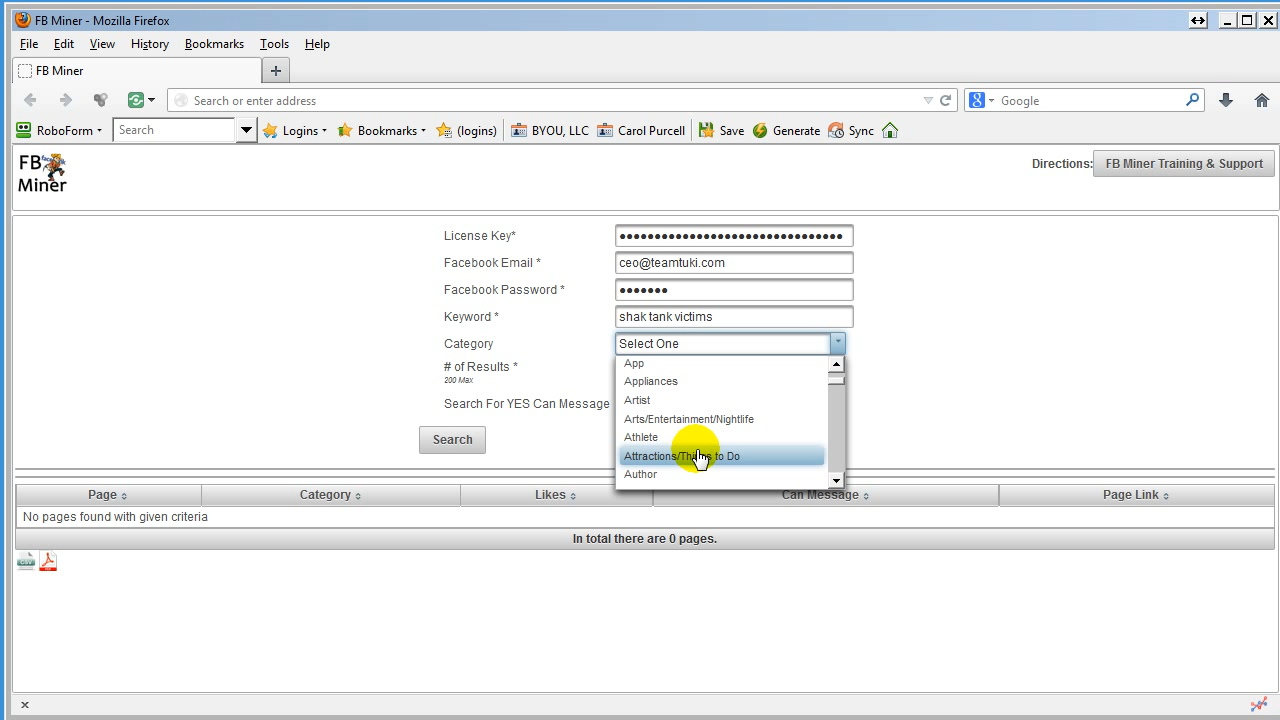 FB Miner - Mozilla Firefox
File Edit View History Bookmarks Tools Help
FB Miner
Search or enter address
Google
RoboForm Search Logins Bookmarks (logins) BYOU, LLC Carol Purcell Save Generate Sync
FB
Miner
Directions: FB Miner Training & Support
License Key* ●●●●●●●●●●●●●●●●●●●●●●●●●●●●●●●●
Facebook Email * ceo@teamtuki.com
Facebook Password * ●●●●●●●
Keyword * shak tank victims
Category Select One
# of Results *
200 Max
Search For YES Can Message
App
Appliances
Artist
Arts/Entertainment/Nightlife
Athlete
Attractions/Things to Do
Author
Search
Page Category Likes Can Message Page Link
No pages found with given criteria
In total there are 0 pages.